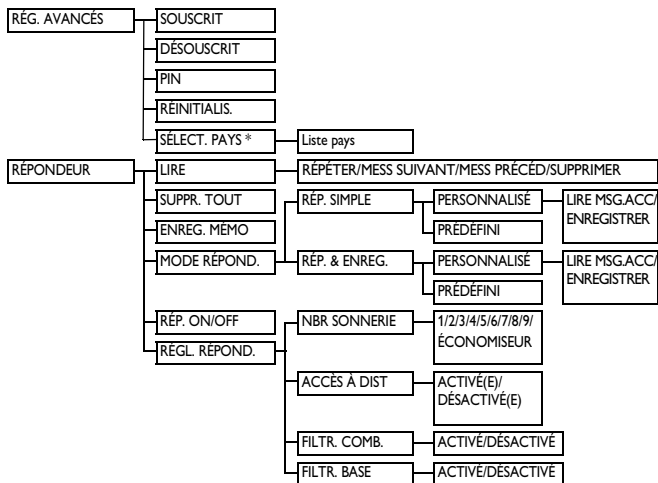 RÉG. AVANCÉS SOUSCRIT
DÉSOUSCRIT
PIN
RÉINITIALIS.
SÉLECT. PAYS * Liste pays
RÉPONDEUR LIRE RÉPÉTER/MESS SUIVANT/MESS PRÉCÉD/SUPPRIMER
SUPPR. TOUT RÉP. SIMPLE PERSONNALISÉ LIRE MSG.ACC/
ENREGISTRER
ENREG. MÉMO PRÉDÉFINI
MODE RÉPOND. RÉP. & ENREG. PERSONNALISÉ LIRE MSG.ACC/
ENREGISTRER
PRÉDÉFINI
RÉP. ON/OFF NBR SONNERIE 1/2/3/4/5/6/7/8/9/
ÉCONOMISEUR
RÉGL. RÉPOND.
ACCÈS À DIST ACTIVÉ(E)/
DÉSACTIVÉ(E)
FILTR. COMB. ACTIVÉ/DÉSACTIVÉ
FILTR. BASE ACTIVÉ/DÉSACTIVÉ